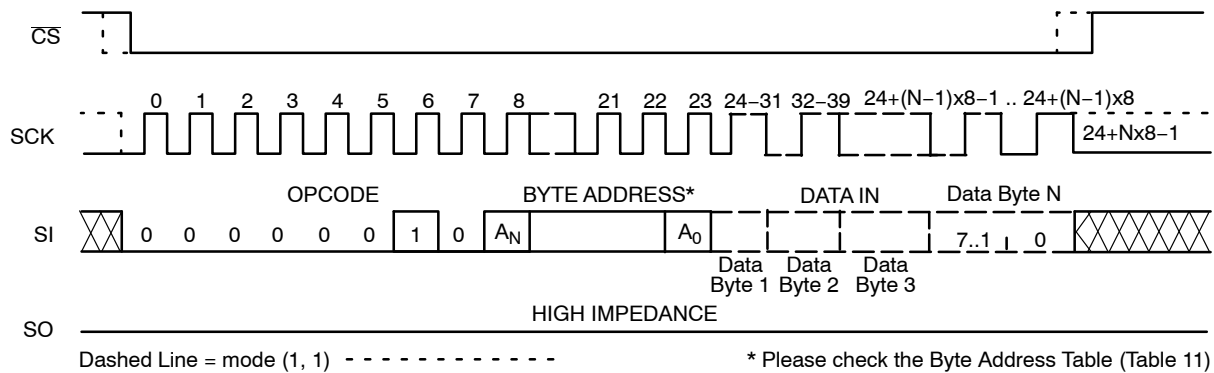 CS
0 1 2 3 4 5 6 7 8 21 22 23 24–31 32–39 24+(N–1)x8–1 .. 24+(N–1)x8
SCK
24+Nx8–1
OPCODE BYTE ADDRESS* DATA IN Data Byte N
SI 0 0 0 0 0 0 1 0 AN A0 7..1 0
Data Byte 1 Data Byte 2 Data Byte 3
HIGH IMPEDANCE
SO
Dashed Line = mode (1, 1) * Please check the Byte Address Table (Table 11)